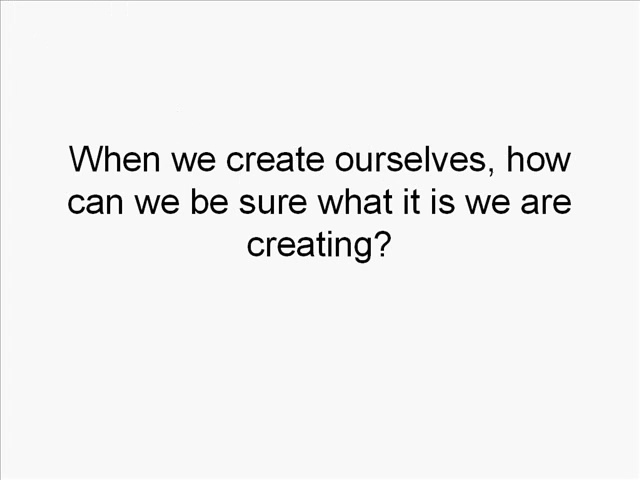 When we create ourselves, how
can we be sure what it is we are
creating?